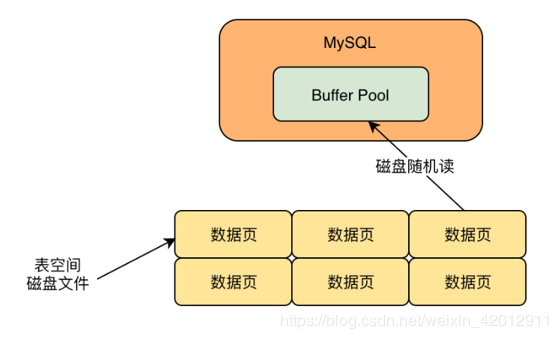 MySQL
Buffer Pool
磁盘随机读
数据页
数据页
数据页
表空间
磁盘文件
数据页
数据页
数据页
https://blog.csdn.net/weixin_42012911